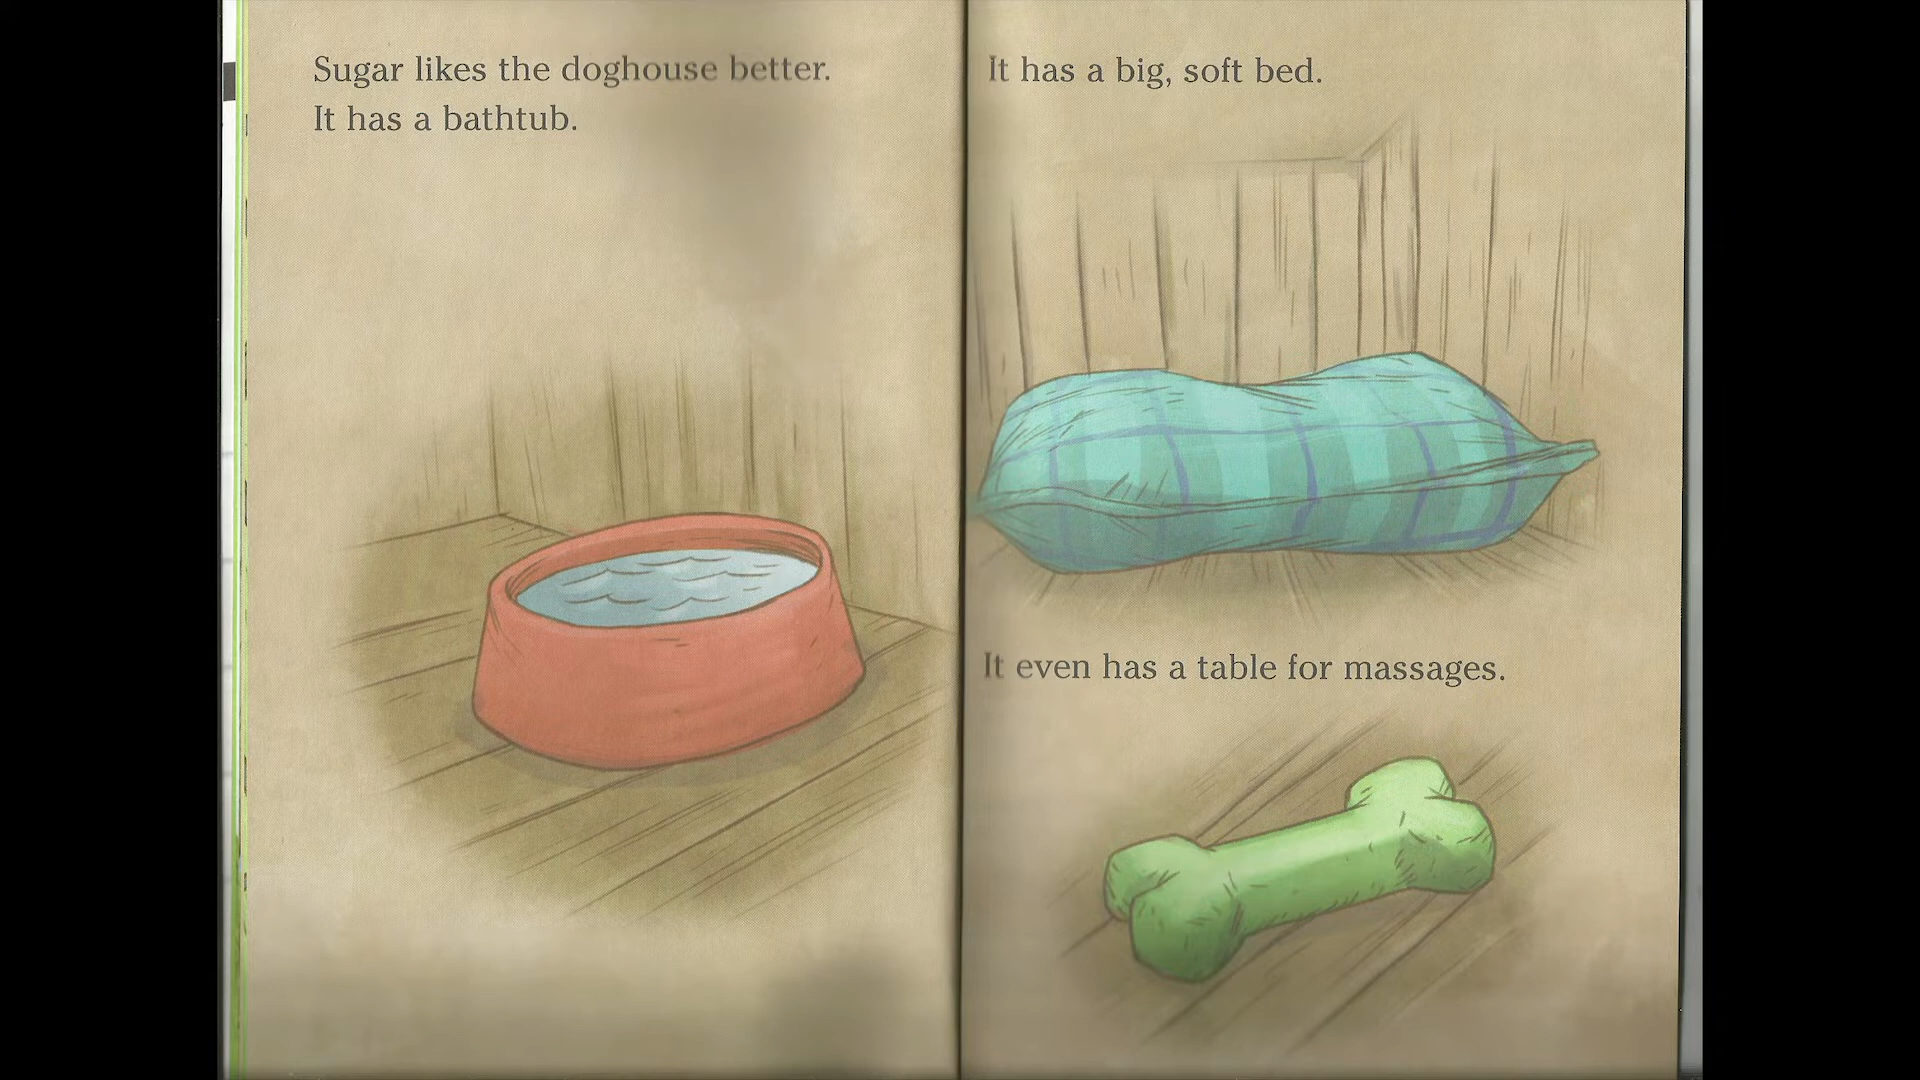 Sugar likes the doghouse better.
It has a bathtub.
It has a big, soft bed.
It even has a table for massages.